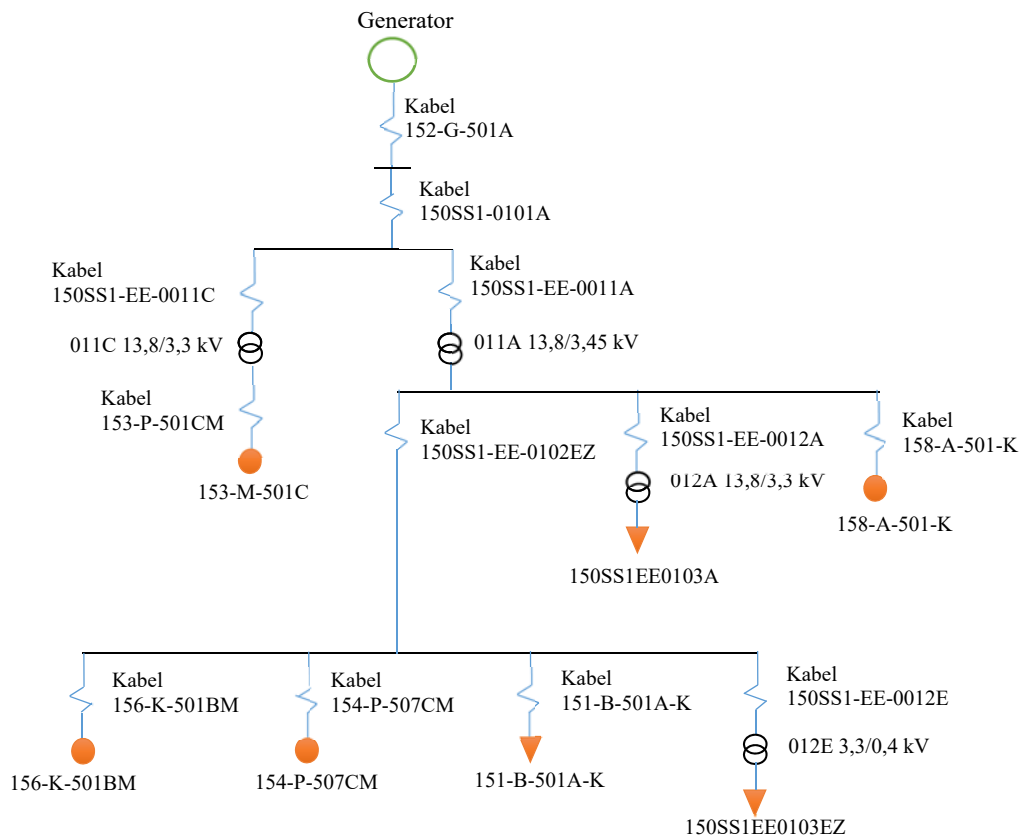 Generator
Kabel
152-G-501A
Kabel
150SS1-0101A
Kabel
150SS1-EE-0011C
Kabel
150SS1-EE-0011A
011C 13,8/3,3 kV
011A 13,8/3,45 kV
Kabel
153-P-501CM
Kabel
150SS1-EE-0102EZ
Kabel
150SS1-EE-0012A
Kabel
158-A-501-K
153-M-501C
012A 13,8/3,3 kV
158-A-501-K
150SS1EE0103A
Kabel
156-K-501BM
Kabel
154-P-507CM
Kabel
151-B-501A-K
Kabel
150SS1-EE-0012E
012E 3,3/0,4 kV
156-K-501BM
154-P-507CM
151-B-501A-K
150SS1EE0103EZ